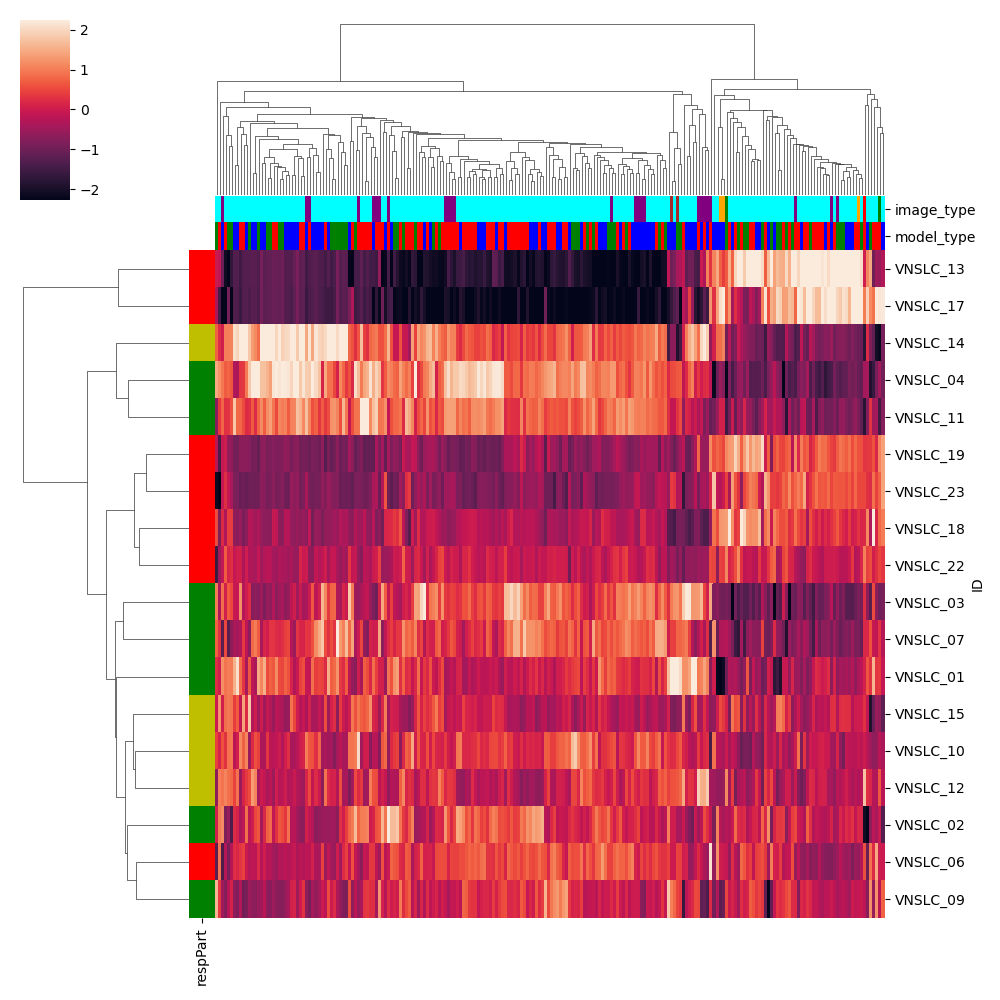 2
1
0
−1
−2
image_type
model_type
VNSLC_13
VNSLC_17
VNSLC_14
VNSLC_04
VNSLC_11
VNSLC_19
VNSLC_23
VNSLC_18
VNSLC_22
VNSLC_03
VNSLC_07
VNSLC_01
VNSLC_15
VNSLC_10
VNSLC_12
VNSLC_02
VNSLC_06
VNSLC_09
ID
respPart